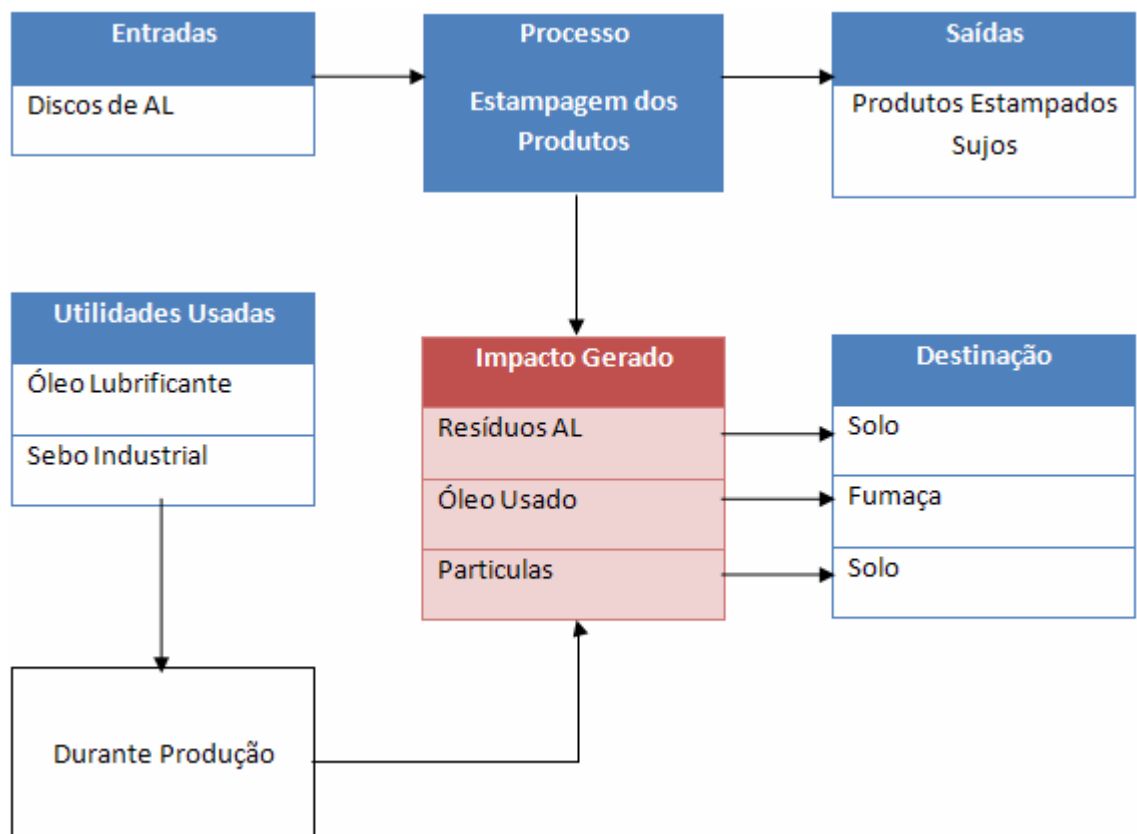 Entradas
Discos de AL
Processo
Estampagem dos
Produtos
Saídas
Produtos Estampados
Sujos
Utilidades Usadas
Óleo Lubrificante
Sebo Industrial
Impacto Gerado
Resíduos AL
Óleo Usado
Particulas
Destinação
Solo
Fumaça
Solo
Durante Produção